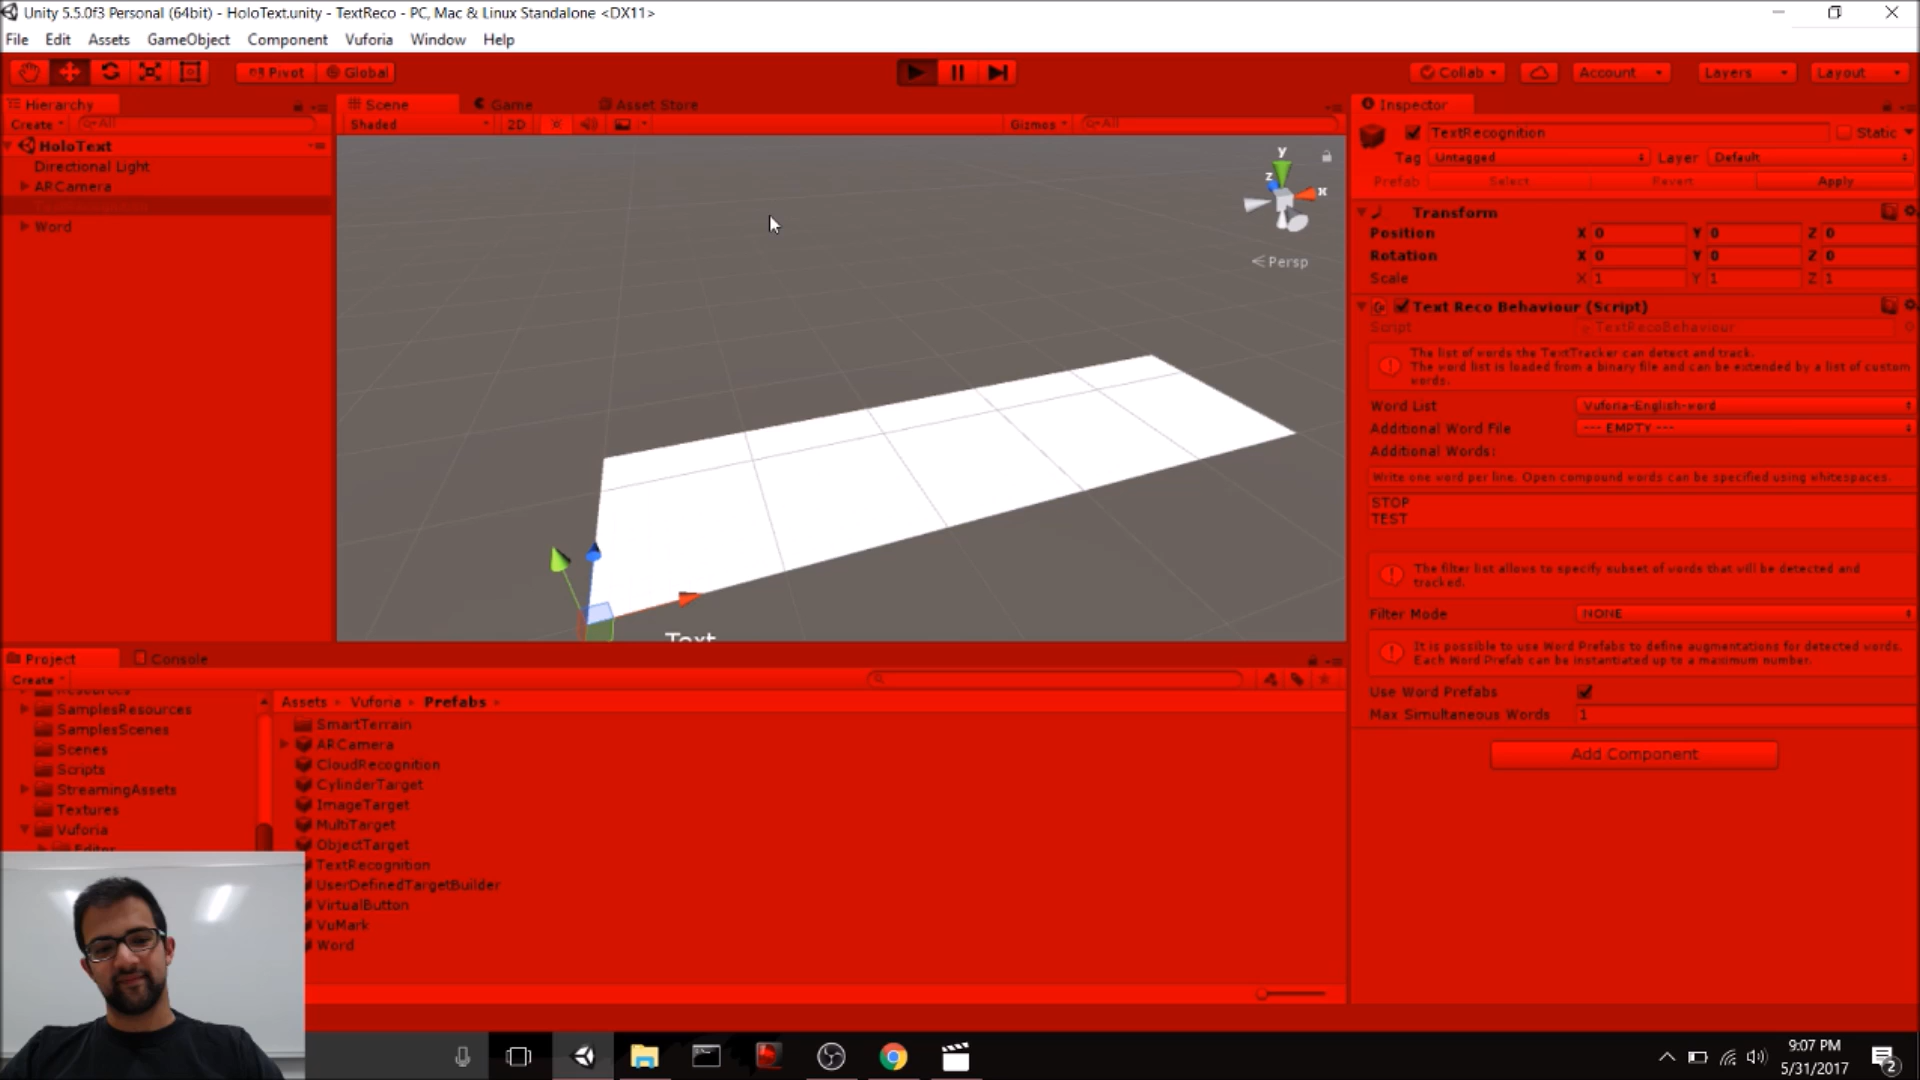 Unity 5.5.0f3 Personal (64bit) - HoloText.unity - TextReco - PC, Mac & Linux Standalone <DX11>
File Edit Assets GameObject Component Vuforia Window Help
Pivot Global Collab Account Layers Layout
Hierarchy
Create All
HoloText
Directional Light
ARCamera
Word
Scene Game Asset Store
Shaded 2D Gizmos All
y
z x
Persp
Text
Inspector
TextRecognition Static
Tag Untagged Layer Default
Prefab Select Revert Apply
Transform
Position X 0 Y 0 Z 0
Rotation X 0 Y 0 Z 0
Scale X 1 Y 1 Z 1
Text Reco Behaviour (Script)
Script TextRecoBehaviour
The list of words the TextTracker can detect and track.
The word list is loaded from a binary file and can be extended by a list of custom
words.
Word List Vuforia-English-word
Additional Word File --- EMPTY ---
Additional Words:
Write one word per line. Open compound words can be specified using whitespaces.
STOP
TEST
The filter list allows to specify subset of words that will be detected and
tracked.
Filter Mode NONE
It is possible to use Word Prefabs to define augmentations for detected words.
Each Word Prefab can be instantiated up to a maximum number.
Use Word Prefabs
Max Simultaneous Words 1
Add Component
Project Console
Create
Resources
SamplesResources
SamplesScenes
Scenes
Scripts
StreamingAssets
Textures
Vuforia
Editor
Assets Vuforia Prefabs
SmartTerrain
ARCamera
CloudRecognition
CylinderTarget
ImageTarget
MultiTarget
ObjectTarget
TextRecognition
UserDefinedTargetBuilder
VirtualButton
VuMark
Word
9:07 PM
5/31/2017
2